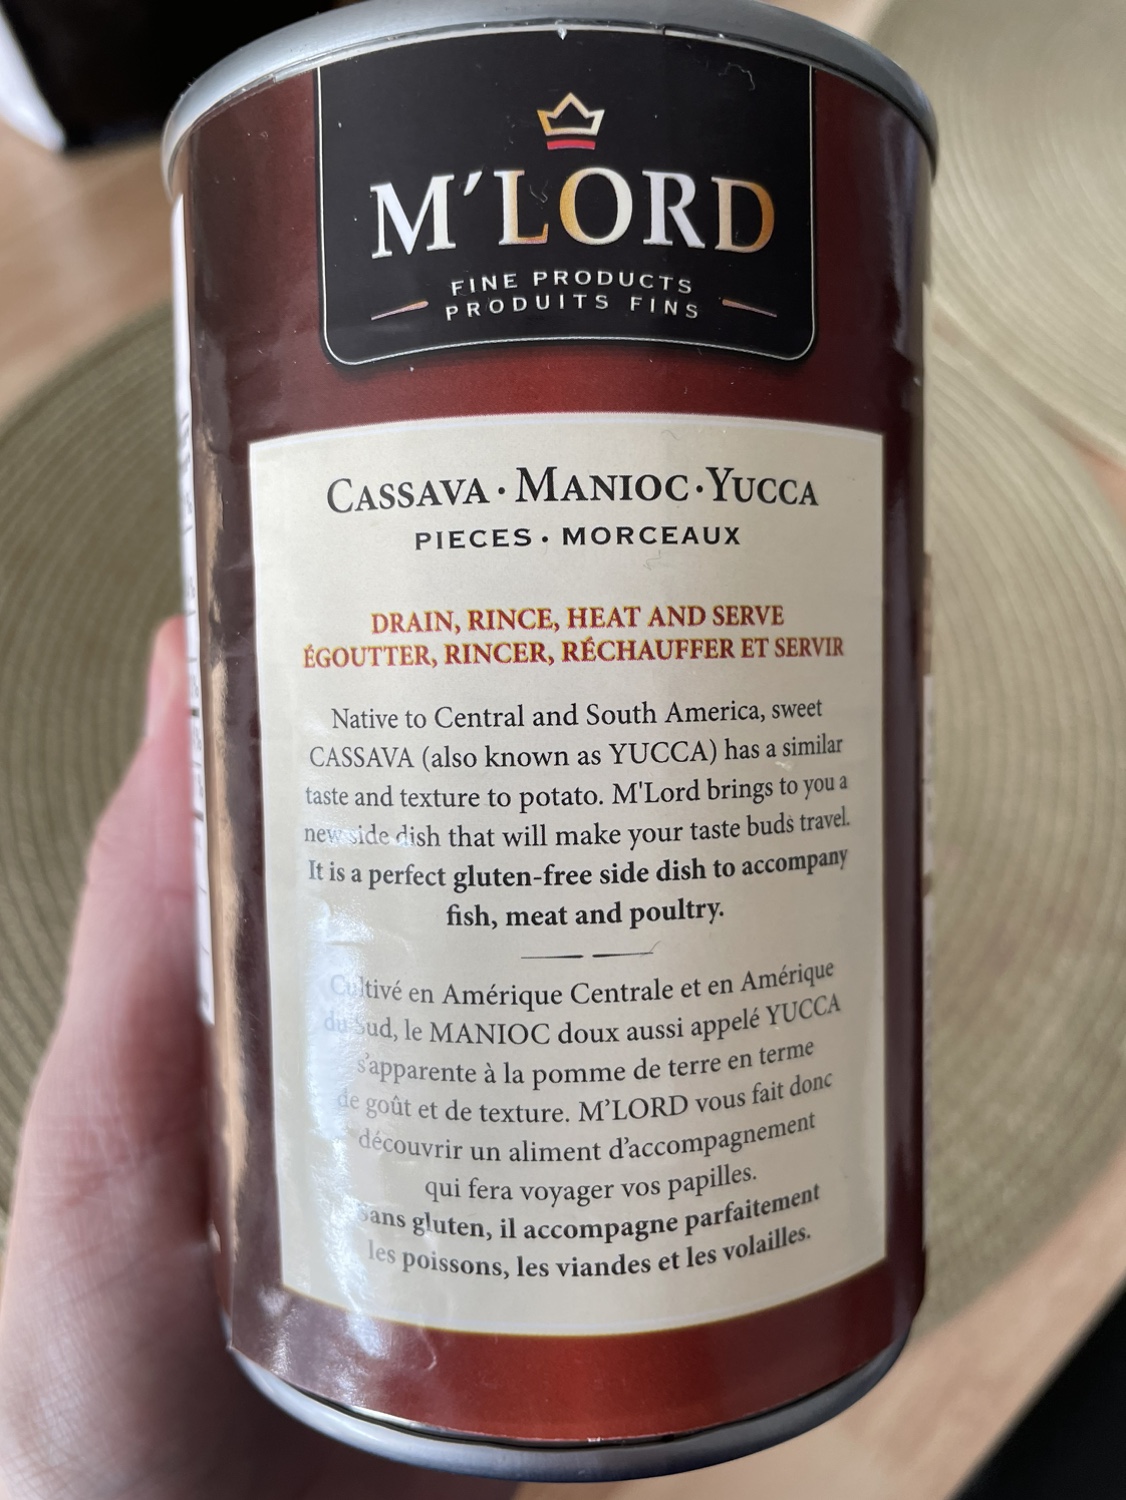 M'LORD
FINE PRODUCTS
PRODUITS FINS
CASSAVA · MANIOC · YUCCA
PIECES · MORCEAUX
DRAIN, RINCE, HEAT AND SERVE
ÉGOUTTER, RINCER, RÉCHAUFFER ET SERVIR
Native to Central and South America, sweet
CASSAVA (also known as YUCCA) has a similar
taste and texture to potato. M'Lord brings to you a
new side dish that will make your taste buds travel.
It is a perfect gluten-free side dish to accompany
fish, meat and poultry.
Cultivé en Amérique Centrale et en Amérique
du Sud, le MANIOC doux aussi appelé YUCCA
s'apparente à la pomme de terre en terme
de goût et de texture. M'LORD vous fait donc
découvrir un aliment d'accompagnement
qui fera voyager vos papilles.
Sans gluten, il accompagne parfaitement
les poissons, les viandes et les volailles.